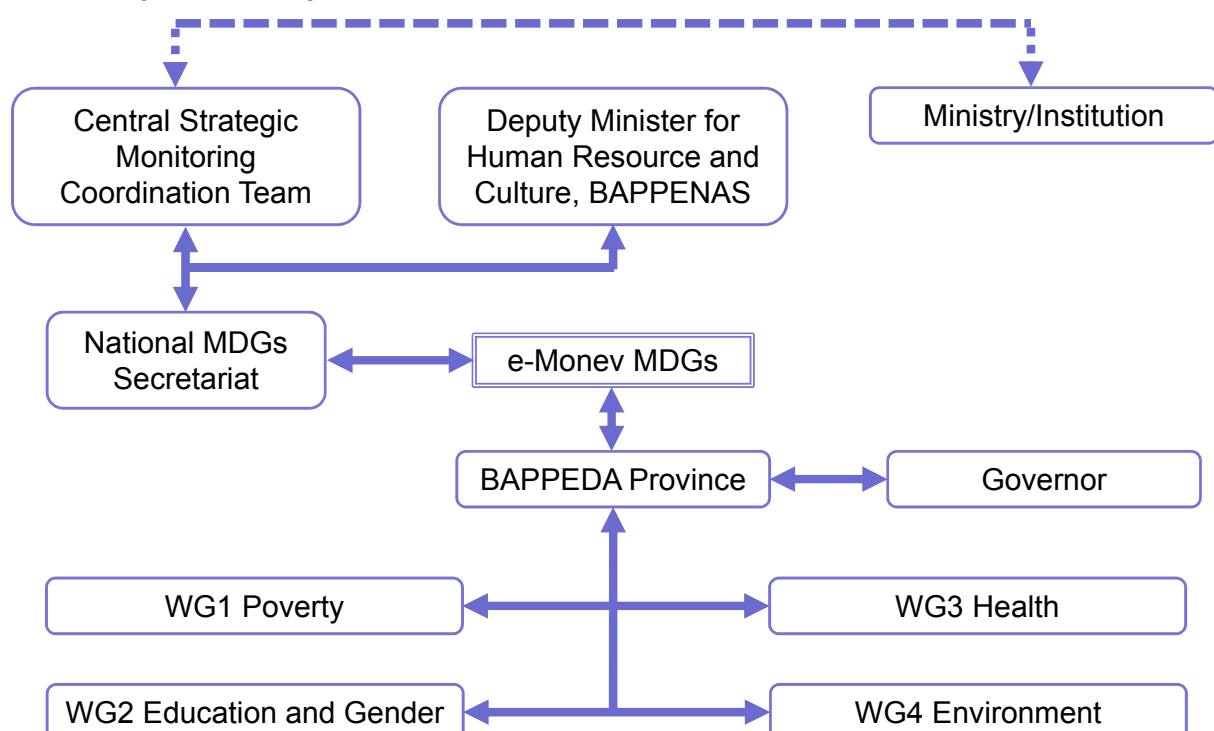 Central Strategic
Monitoring
Coordination Team
Deputy Minister for
Human Resource and
Culture, BAPPENAS
Ministry/Institution
National MDGs
Secretariat
e-Monev MDGs
BAPPEDA Province
Governor
WG1 Poverty
WG3 Health
WG2 Education and Gender
WG4 Environment